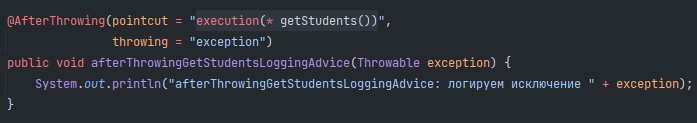 @AfterThrowing(pointcut = "execution(* getStudents())",
throwing = "exception")
public void afterThrowingGetStudentsLoggingAdvice(Throwable exception) {
System.out.println("afterThrowingGetStudentsLoggingAdvice: логируем исключение " + exception);
}